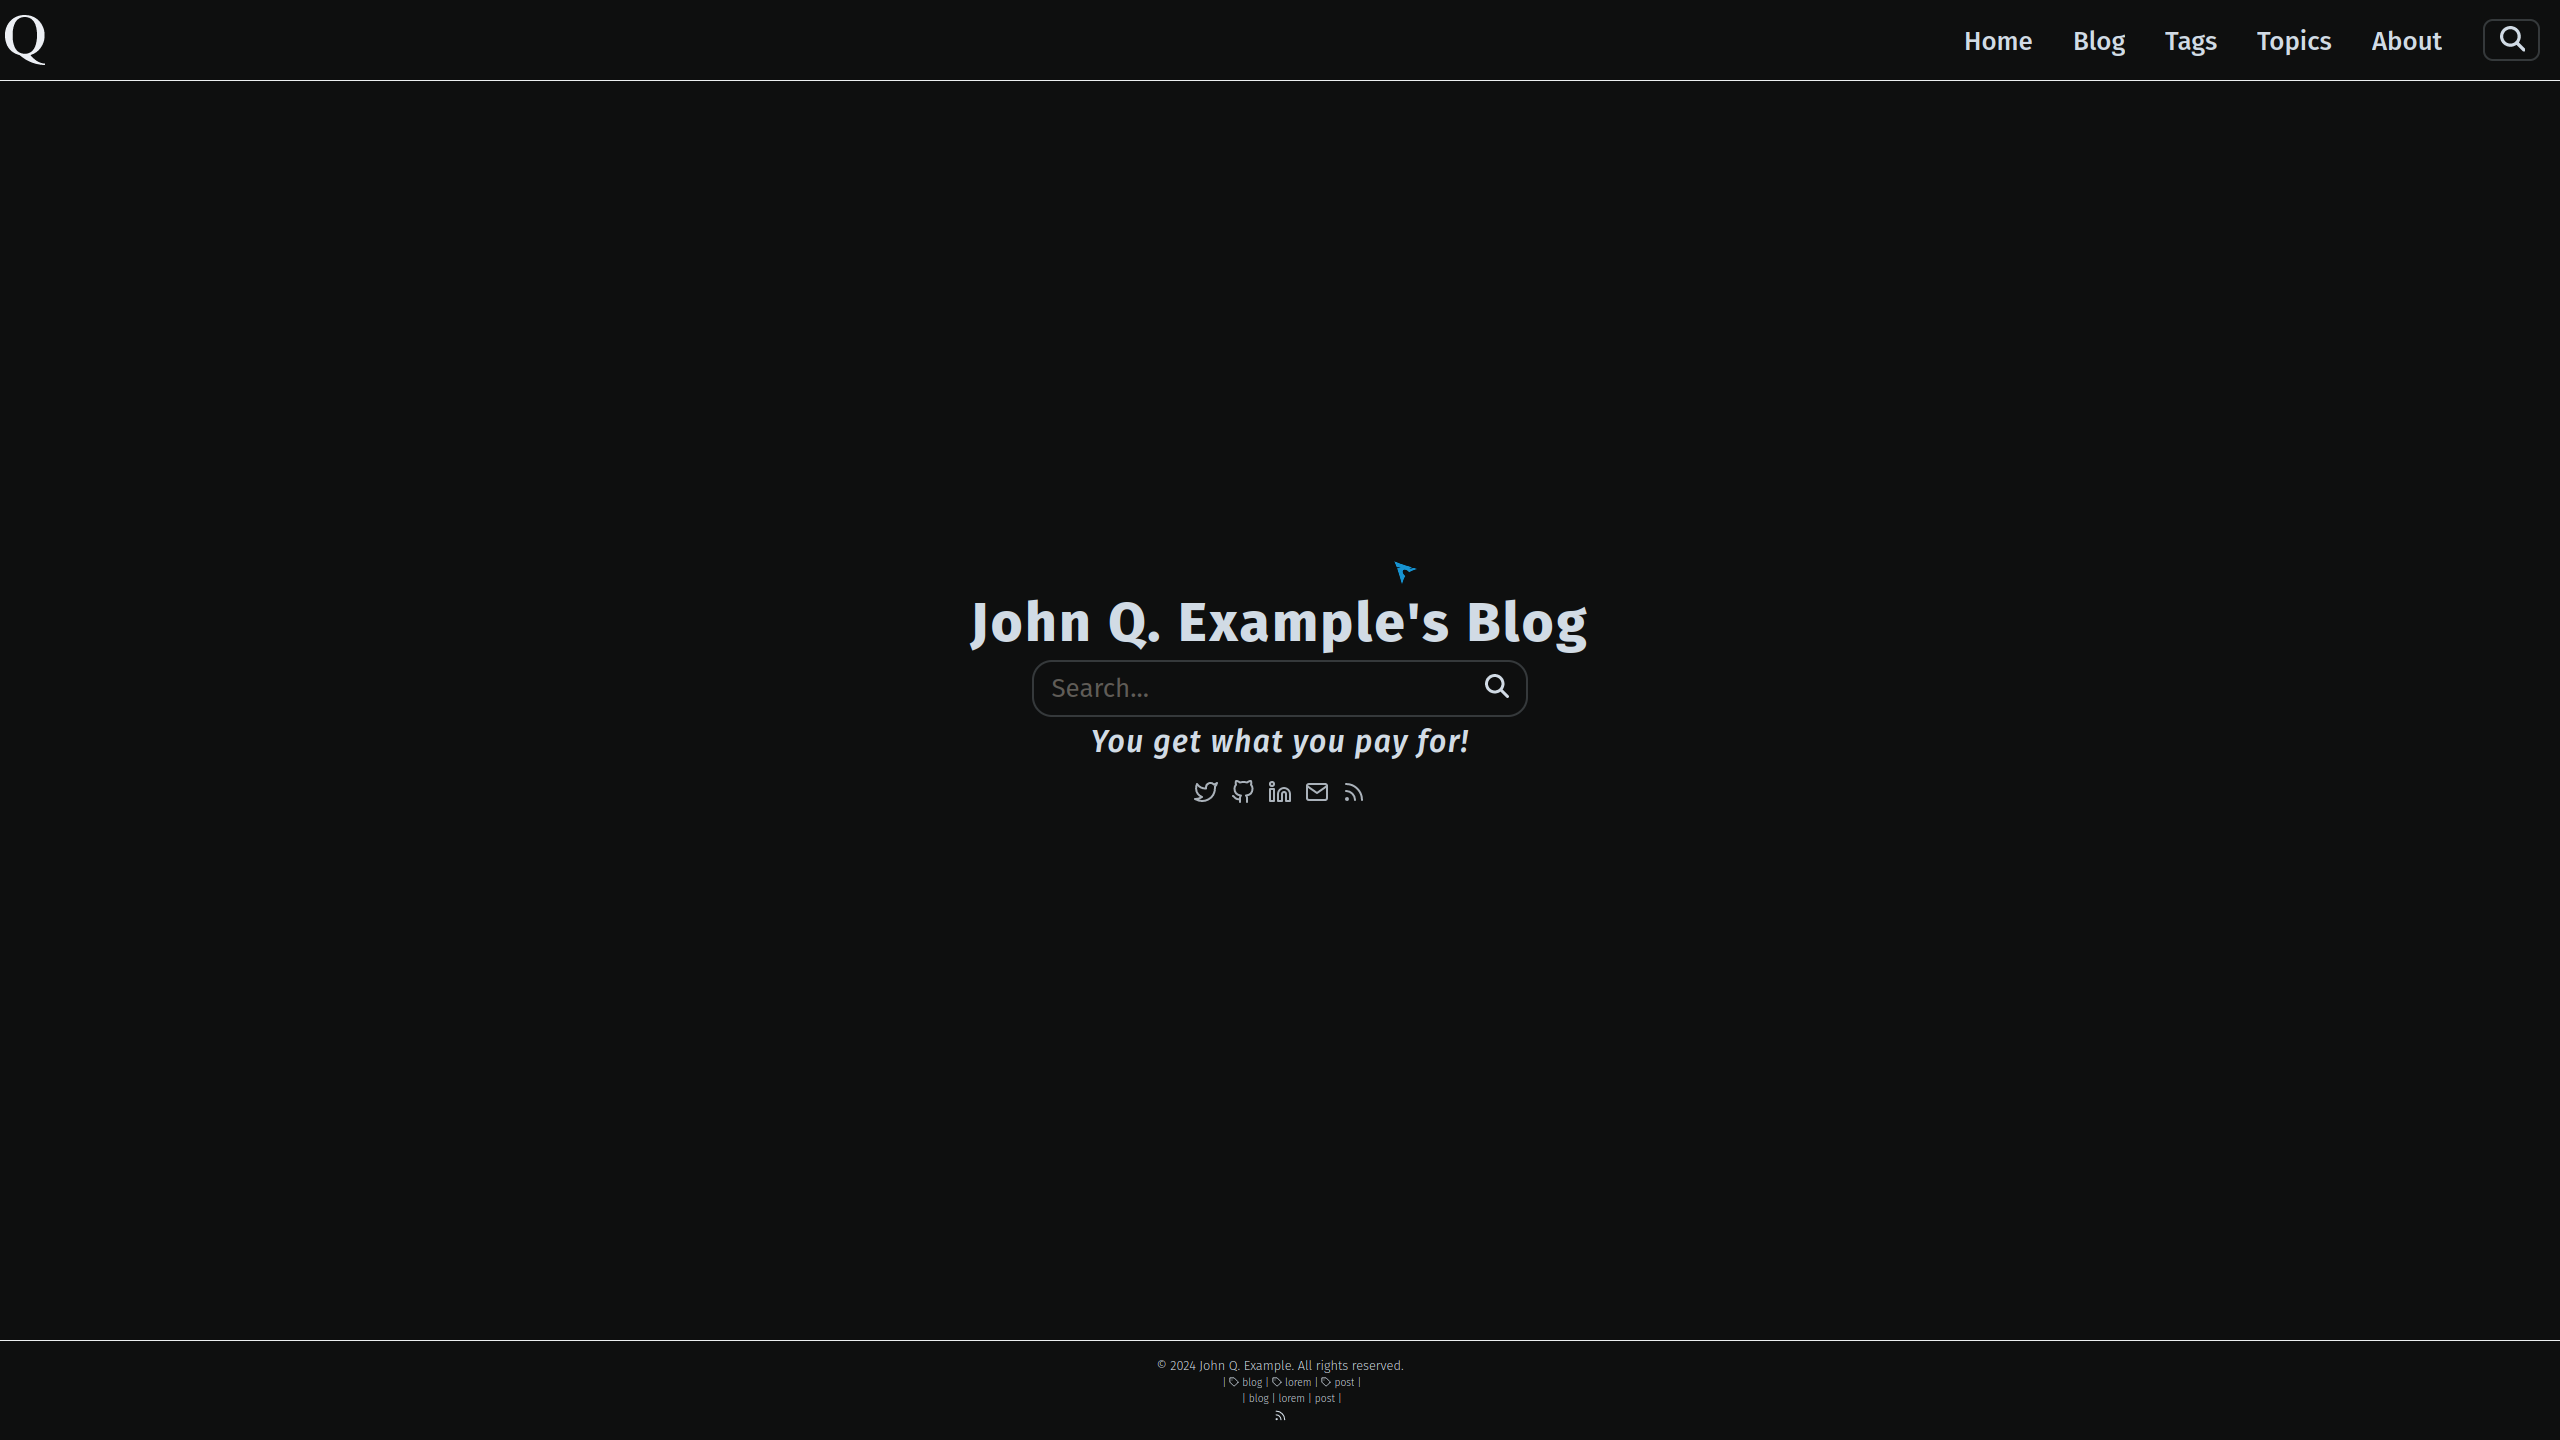 Q
Home Blog Tags Topics About
John Q. Example's Blog
Search...
You get what you pay for!
© 2024 John Q. Example. All rights reserved.
| blog | lorem | post |
| blog | lorem | post |